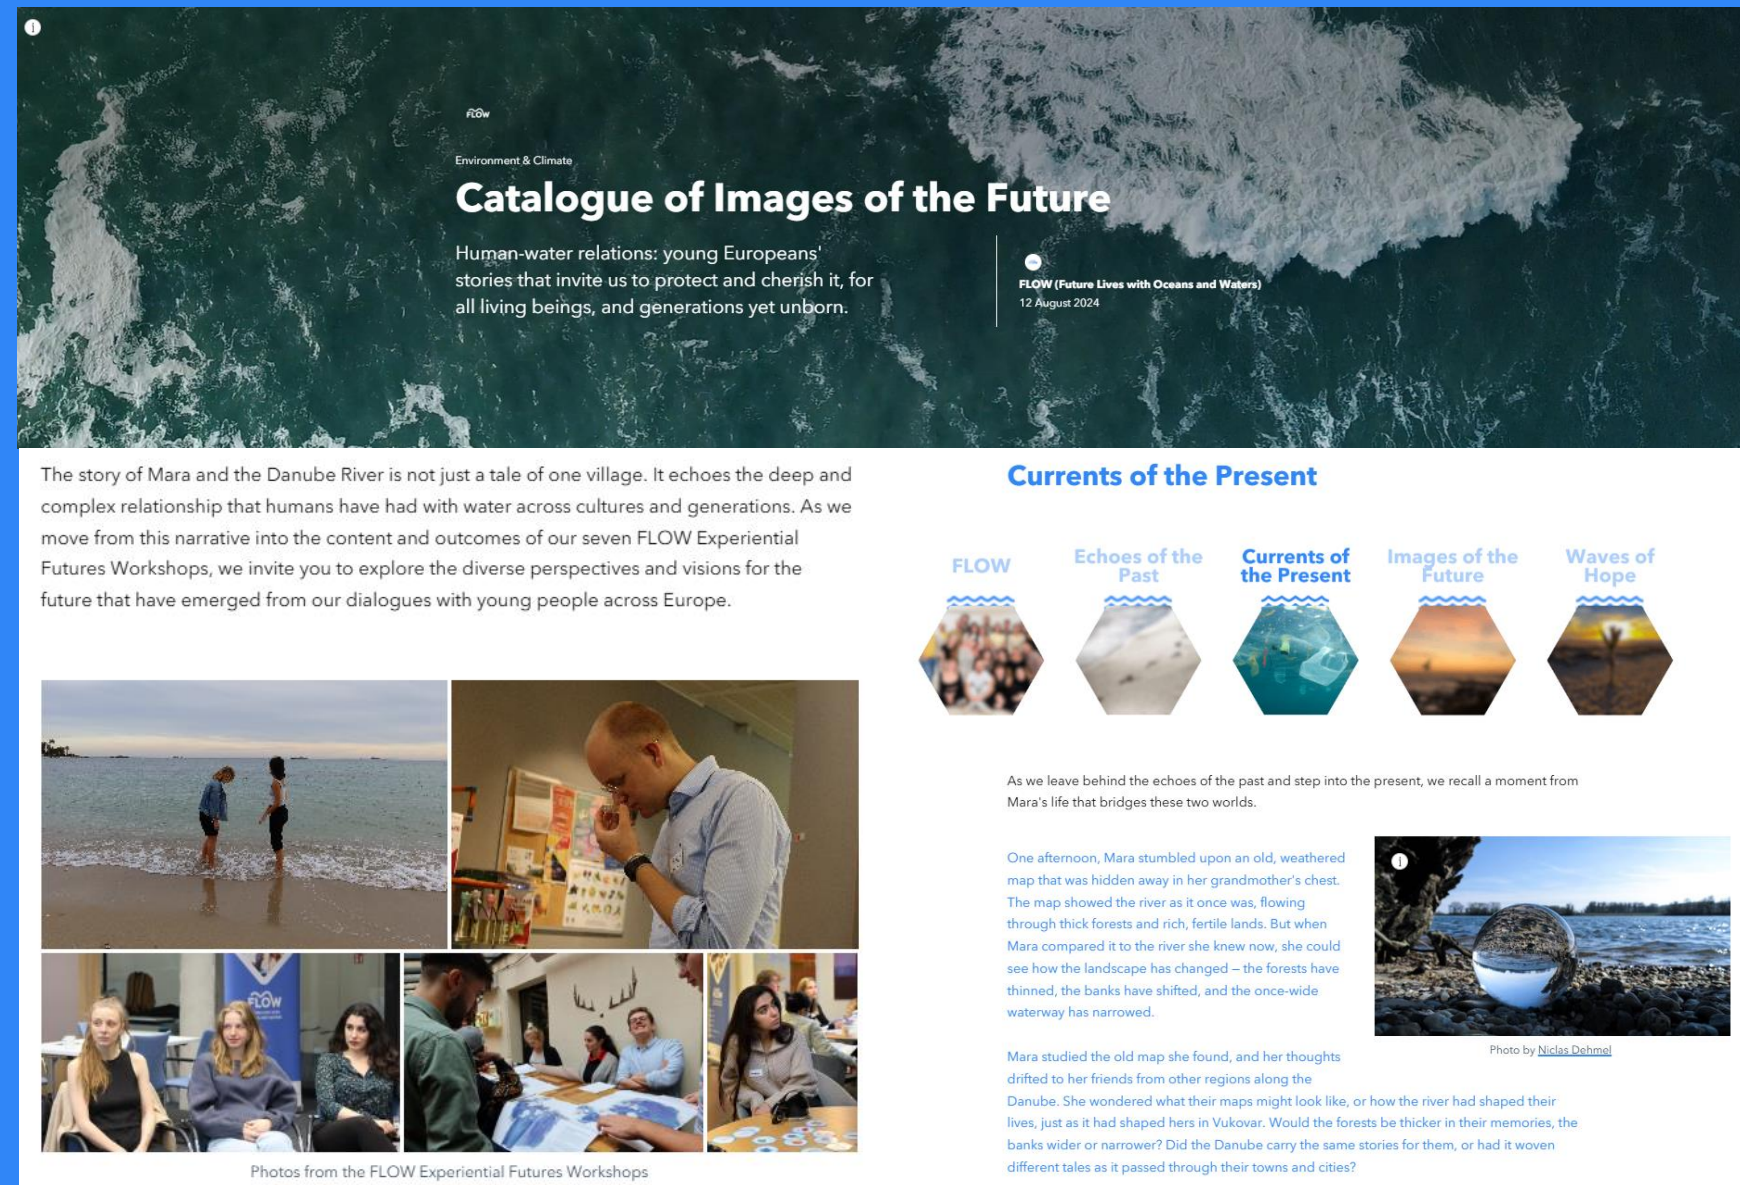 FLOW
Environment & Climate
Catalogue of Images of the Future
Human-water relations: young Europeans'
stories that invite us to protect and cherish it, for
all living beings, and generations yet unborn.
FLOW (Future Lives with Oceans and Waters)
12 August 2024
The story of Mara and the Danube River is not just a tale of one village. It echoes the deep and
complex relationship that humans have had with water across cultures and generations. As we
move from this narrative into the content and outcomes of our seven FLOW Experiential
Futures Workshops, we invite you to explore the diverse perspectives and visions for the
future that have emerged from our dialogues with young people across Europe.
FLOW
Photos from the FLOW Experiential Futures Workshops
Currents of the Present
FLOW
Echoes of the
Past
Currents of
the Present
Images of the
Future
Waves of
Hope
As we leave behind the echoes of the past and step into the present, we recall a moment from
Mara's life that bridges these two worlds.
One afternoon, Mara stumbled upon an old, weathered
map that was hidden away in her grandmother's chest.
The map showed the river as it once was, flowing
through thick forests and rich, fertile lands. But when
Mara compared it to the river she knew now, she could
see how the landscape has changed – the forests have
thinned, the banks have shifted, and the once-wide
waterway has narrowed.
Photo by Niclas Dehmel
Mara studied the old map she found, and her thoughts
drifted to her friends from other regions along the
Danube. She wondered what their maps might look like, or how the river had shaped their
lives, just as it had shaped hers in Vukovar. Would the forests be thicker in their memories, the
banks wider or narrower? Did the Danube carry the same stories for them, or had it woven
different tales as it passed through their towns and cities?